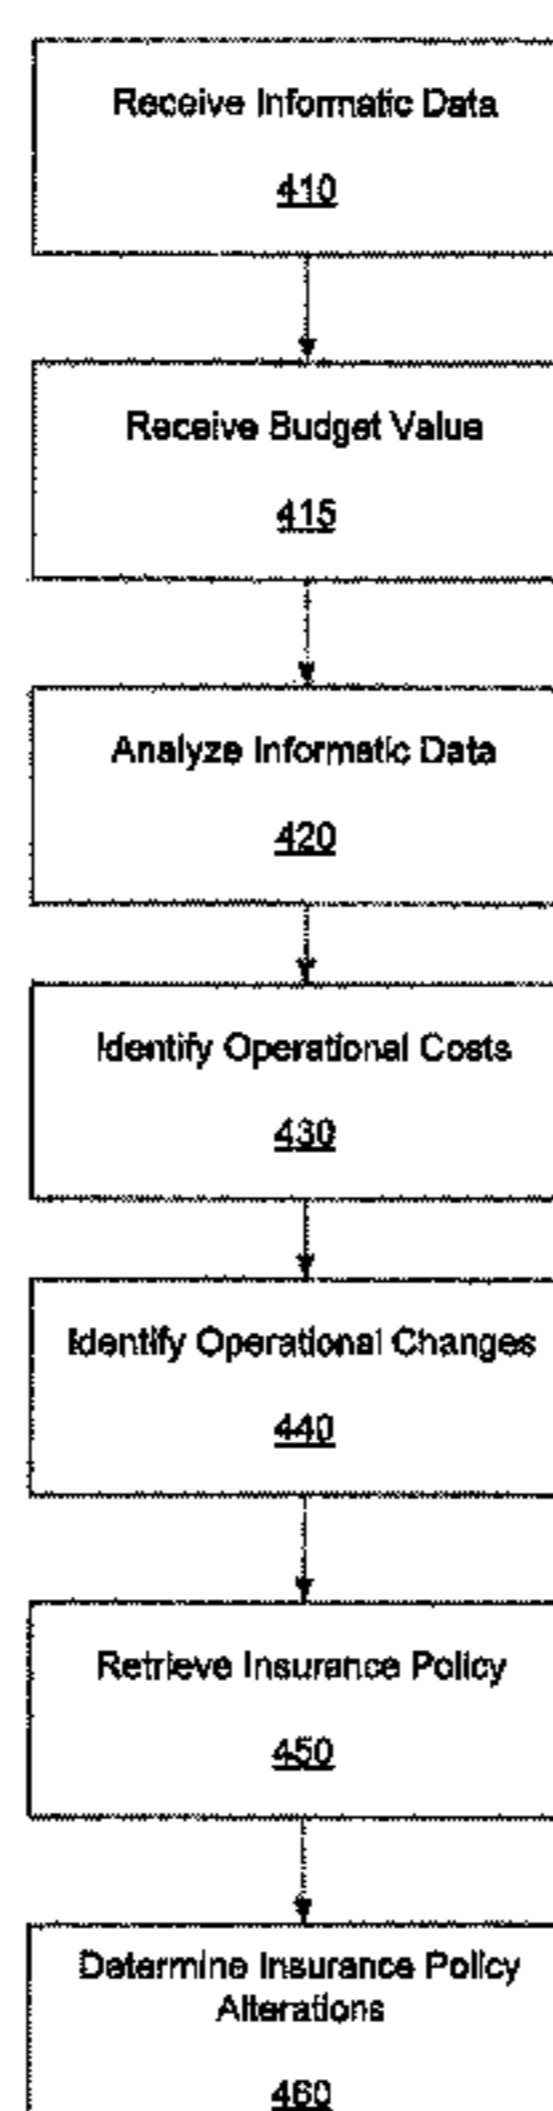 Receive Informatic Data
410
Receive Budget Value
415
Analyze Informatic Data
420
Identify Operational Costs
430
Identify Operational Changes
440
Retrieve Insurance Policy
450
Determine Insurance Policy
Alterations
460